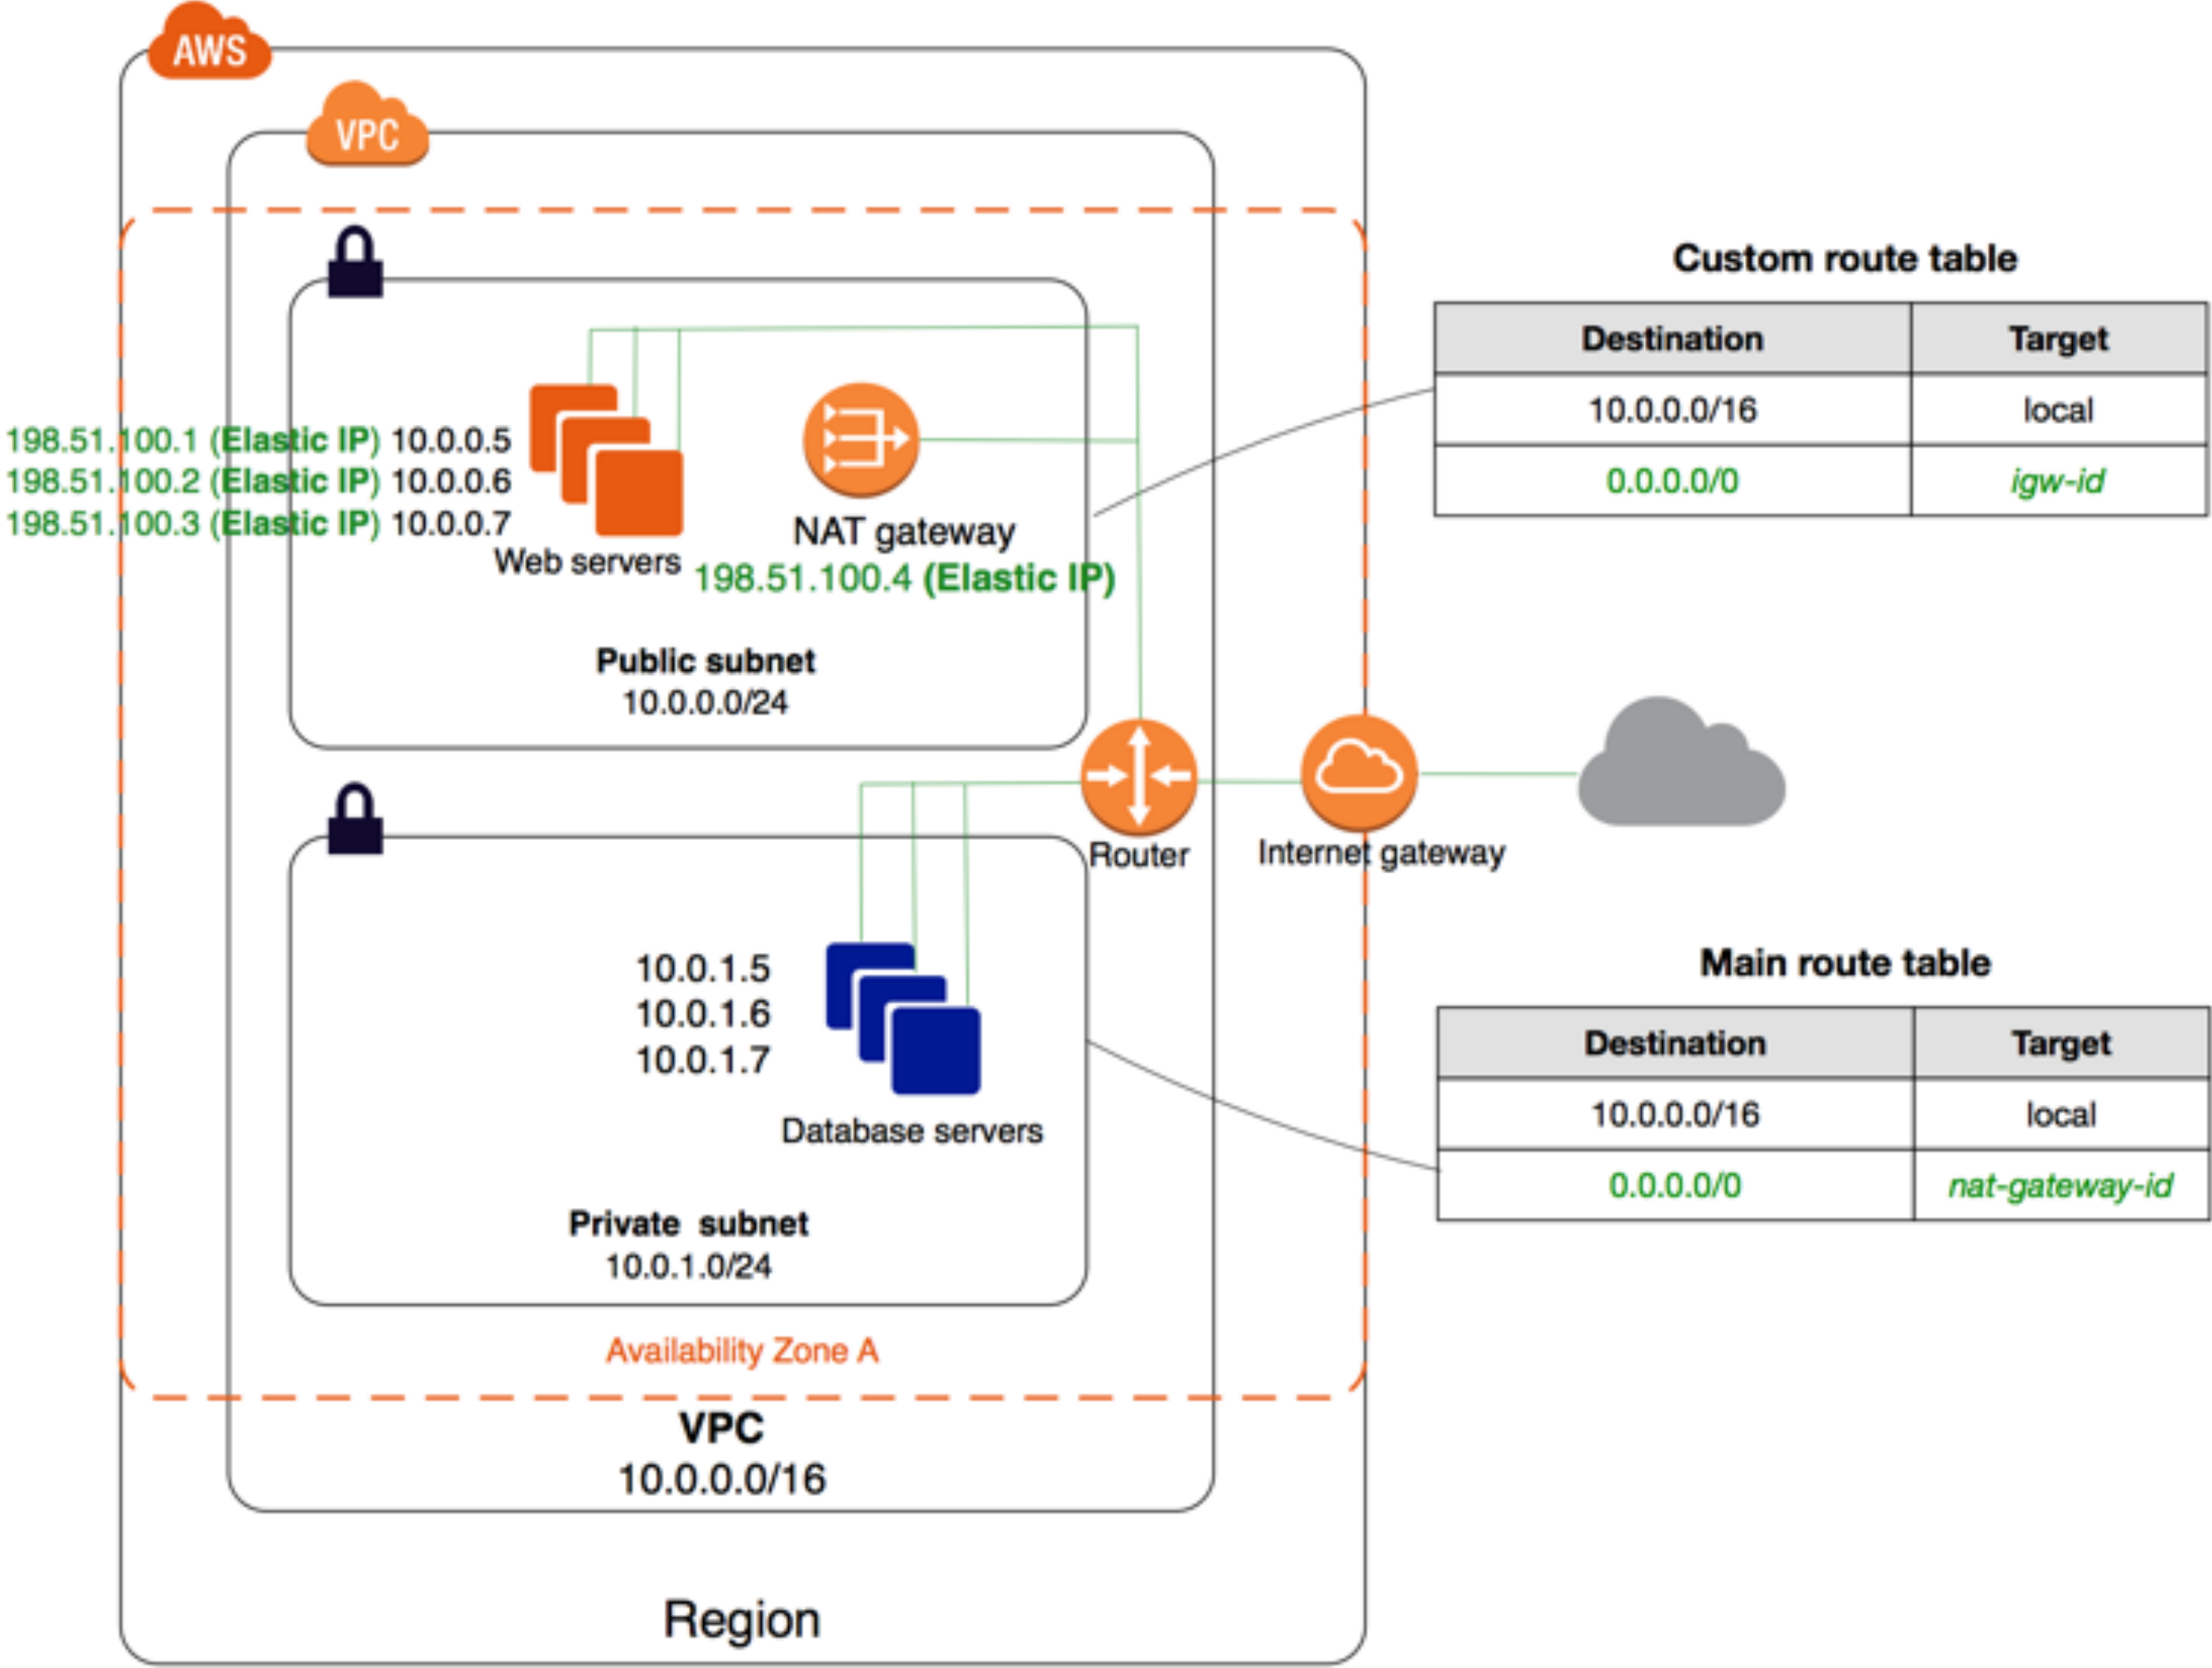 AWS
VPC
198.51.100.1 (Elastic IP) 10.0.0.5
198.51.100.2 (Elastic IP) 10.0.0.6
198.51.100.3 (Elastic IP) 10.0.0.7
Web servers
NAT gateway
198.51.100.4 (Elastic IP)
Public subnet
10.0.0.0/24
Custom route table
Destination Target
10.0.0.0/16 local
0.0.0.0/0 igw-id
Router
Internet gateway
10.0.1.5
10.0.1.6
10.0.1.7
Database servers
Private subnet
10.0.1.0/24
Main route table
Destination Target
10.0.0.0/16 local
0.0.0.0/0 nat-gateway-id
Availability Zone A
VPC
10.0.0.0/16
Region